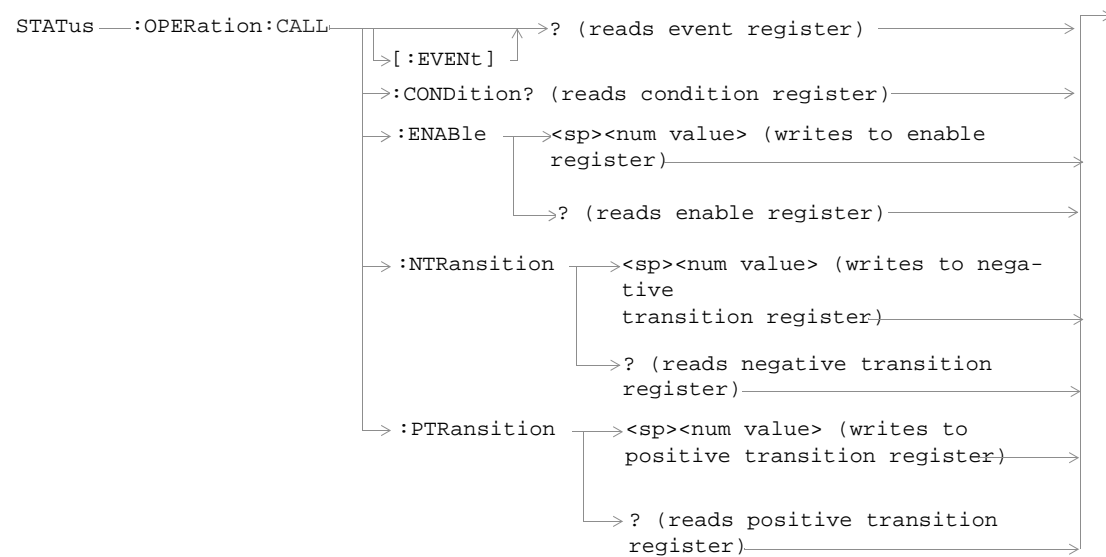 STATus :OPERation:CALL ? (reads event register)
[:EVENt]
:CONDition? (reads condition register)
:ENABle <sp><num value> (writes to enable
register)
? (reads enable register)
:NTRansition <sp><num value> (writes to nega-
tive
transition register)
? (reads negative transition
register)
:PTRansition <sp><num value> (writes to
positive transition register)
? (reads positive transition
register)